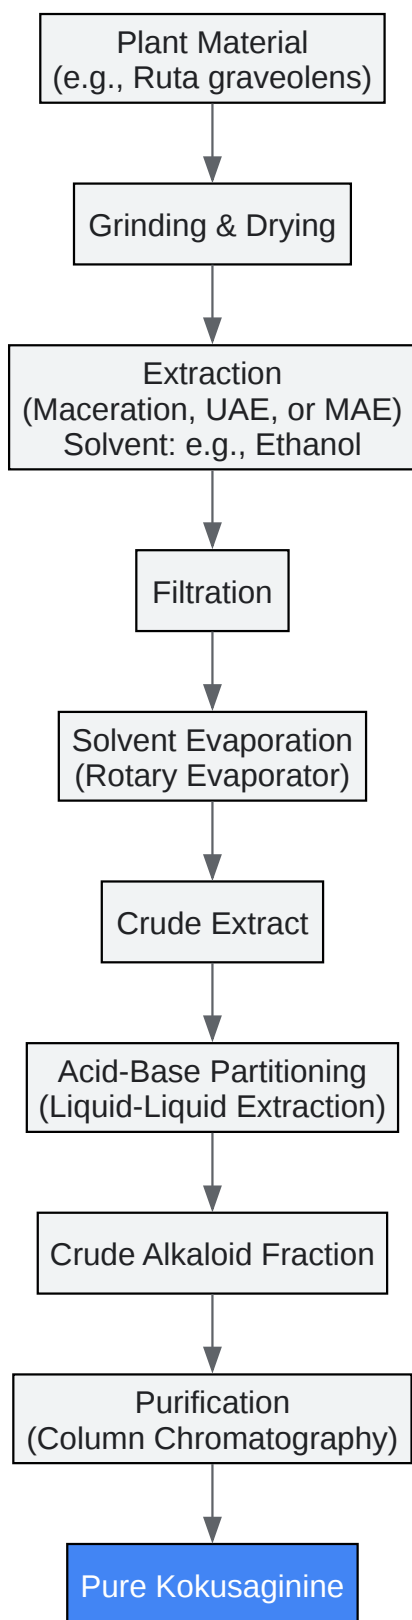 Plant Material
(e.g., Ruta graveolens)
Grinding & Drying
Extraction
(Maceration, UAE, or MAE)
Solvent: e.g., Ethanol
Filtration
Solvent Evaporation
(Rotary Evaporator)
Crude Extract
Acid-Base Partitioning
(Liquid-Liquid Extraction)
Crude Alkaloid Fraction
Purification
(Column Chromatography)
Pure Kokusaginine